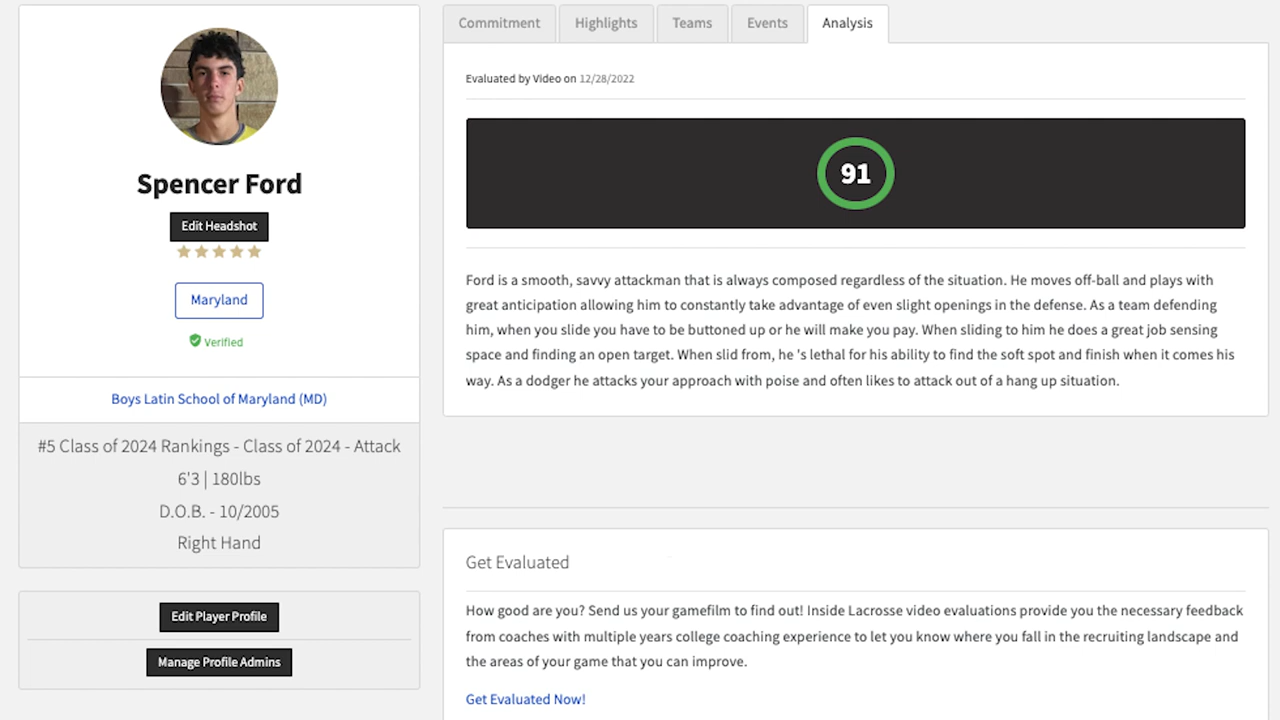 Spencer Ford
Edit Headshot
Maryland
Verified
Boys Latin School of Maryland (MD)
#5 Class of 2024 Rankings - Class of 2024 - Attack
6'3 | 180lbs
D.O.B. - 10/2005
Right Hand
Edit Player Profile
Manage Profile Admins
Commitment
Highlights
Teams
Events
Analysis
Evaluated by Video on 12/28/2022
91
Ford is a smooth, savvy attackman that is always composed regardless of the situation. He moves off-ball and plays with
great anticipation allowing him to constantly take advantage of even slight openings in the defense. As a team defending
him, when you slide you have to be buttoned up or he will make you pay. When sliding to him he does a great job sensing
space and finding an open target. When slid from, he 's lethal for his ability to find the soft spot and finish when it comes his
way. As a dodger he attacks your approach with poise and often likes to attack out of a hang up situation.
Get Evaluated
How good are you? Send us your gamefilm to find out! Inside Lacrosse video evaluations provide you the necessary feedback
from coaches with multiple years college coaching experience to let you know where you fall in the recruiting landscape and
the areas of your game that you can improve.
Get Evaluated Now!